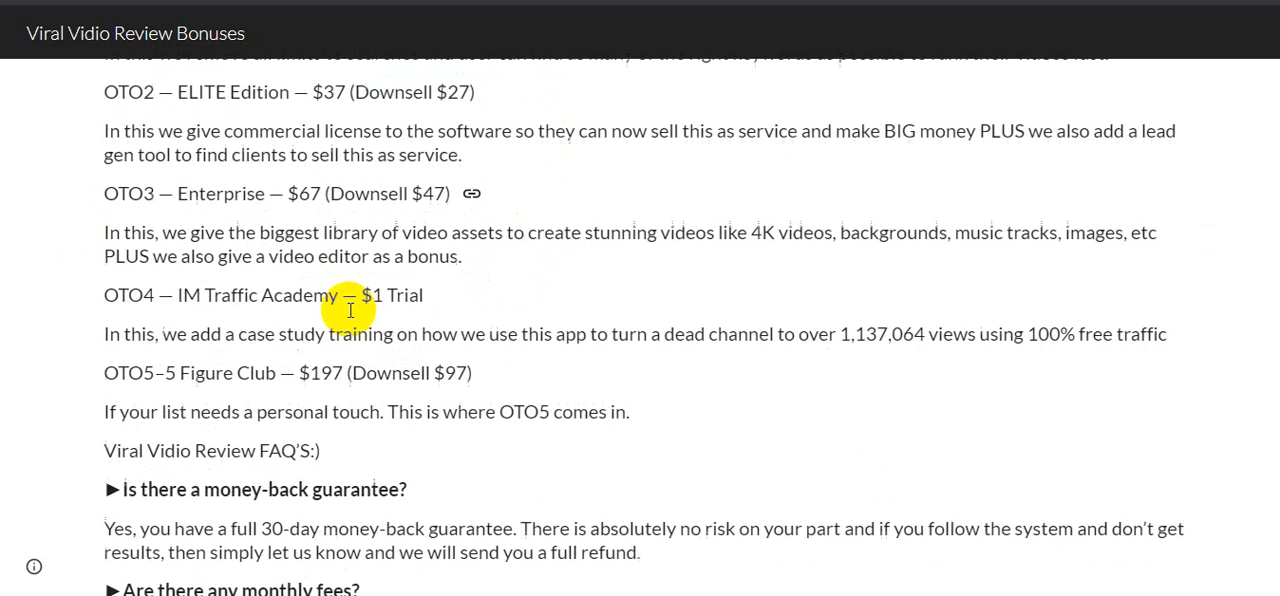 Viral Vidio Review Bonuses
OTO2 — ELITE Edition — $37 (Downsell $27)
In this we give commercial license to the software so they can now sell this as service and make BIG money PLUS we also add a lead
gen tool to find clients to sell this as service.
OTO3 — Enterprise — $67 (Downsell $47)
In this, we give the biggest library of video assets to create stunning videos like 4K videos, backgrounds, music tracks, images, etc
PLUS we also give a video editor as a bonus.
OTO4 — IM Traffic Academy — $1 Trial
In this, we add a case study training on how we use this app to turn a dead channel to over 1,137,064 views using 100% free traffic
OTO5–5 Figure Club — $197 (Downsell $97)
If your list needs a personal touch. This is where OTO5 comes in.
Viral Vidio Review FAQ’S:)
►Is there a money-back guarantee?
Yes, you have a full 30-day money-back guarantee. There is absolutely no risk on your part and if you follow the system and don’t get
results, then simply let us know and we will send you a full refund.
►Are there any monthly fees?